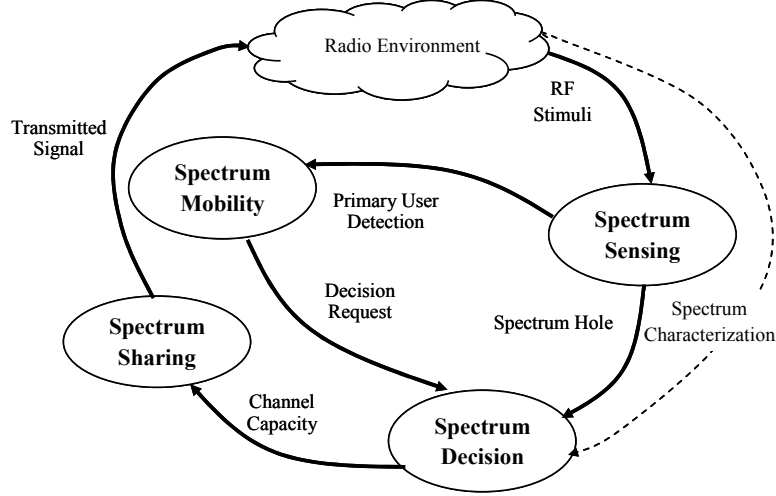 Radio Environment
RF
Stimuli
Transmitted
Signal
Spectrum
Mobility
Primary User
Detection
Spectrum
Sensing
Decision
Request
Spectrum Hole
Spectrum
Characterization
Spectrum
Sharing
Channel
Capacity
Spectrum
Decision